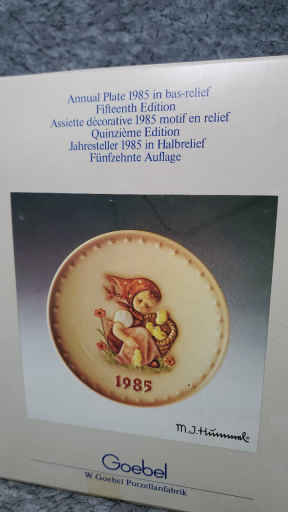 Annual Plate 1985 in bas-relief
Fifteenth Edition
Assiette décorative 1985 motif en relief
Quinzième Edition
Jahresteller 1985 in Halbrelief
Fünfzehnte Auflage
1985
M.J.Hummel
Goebel
W. Goebel Porzellanfabrik